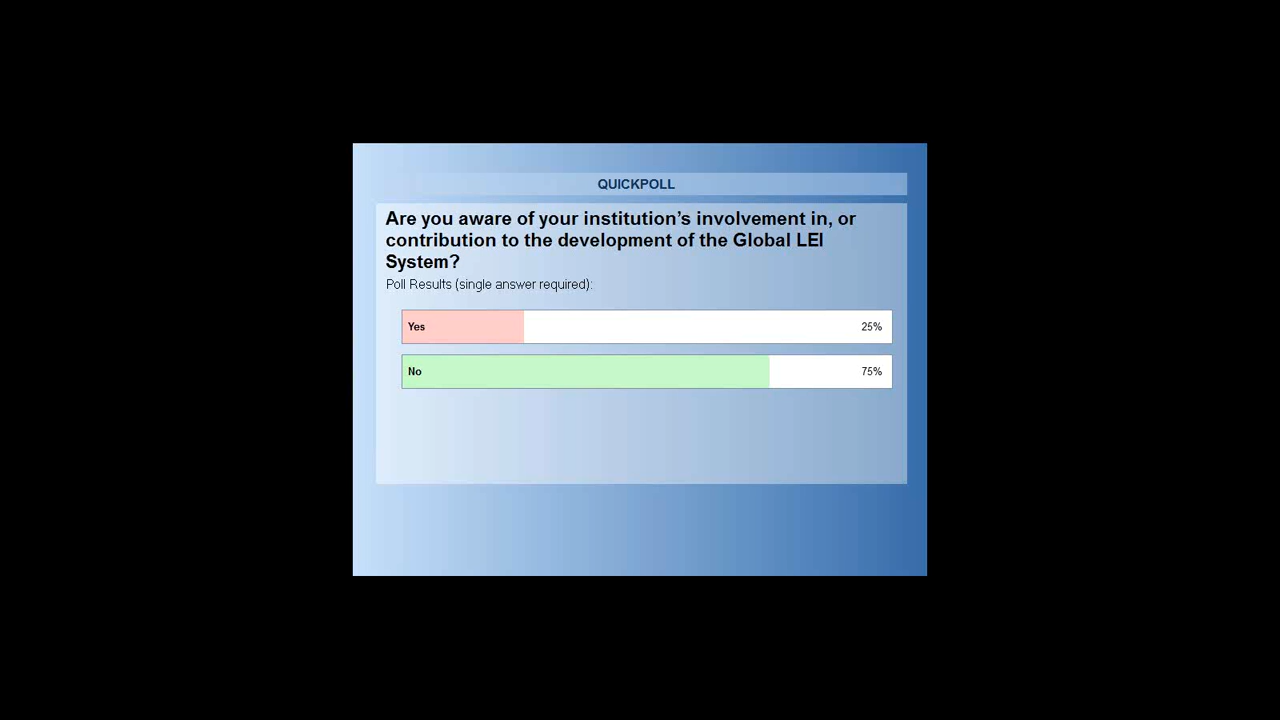 QUICKPOLL
Are you aware of your institution’s involvement in, or
contribution to the development of the Global LEI
System?
Poll Results (single answer required):
Yes 25%
No 75%